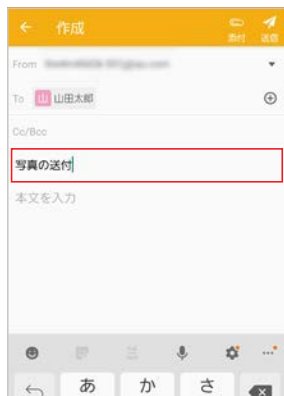 作成
添付
送信
From
To 山田太郎
Cc/Bcc
写真の送付
本文を入力
あ か さ